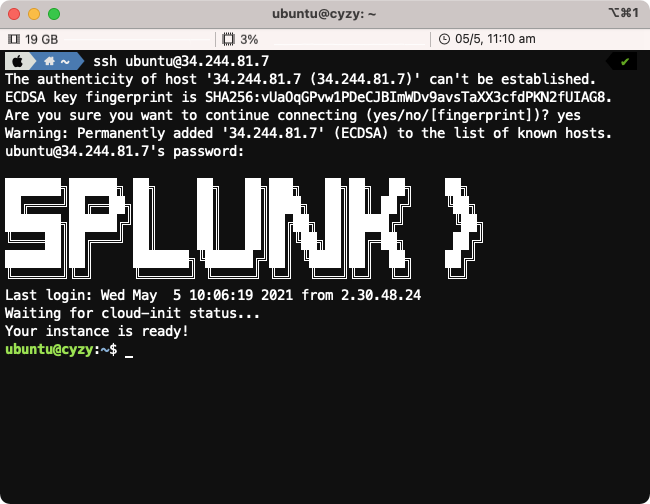 ubuntu@cyzy: ~
⌥⌘1
19 GB
3%
05/5, 11:10 am
~ ssh ubuntu@34.244.81.7 ✔
The authenticity of host '34.244.81.7 (34.244.81.7)' can't be established.
ECDSA key fingerprint is SHA256:vUaOqGPvw1PDeCJBImWDv9avsTaXX3cfdPKN2fUIAG8.
Are you sure you want to continue connecting (yes/no/[fingerprint])? yes
Warning: Permanently added '34.244.81.7' (ECDSA) to the list of known hosts.
ubuntu@34.244.81.7's password:
SPLUNK >
Last login: Wed May  5 10:06:19 2021 from 2.30.48.24
Waiting for cloud-init status...
Your instance is ready!
ubuntu@cyzy:~$ _